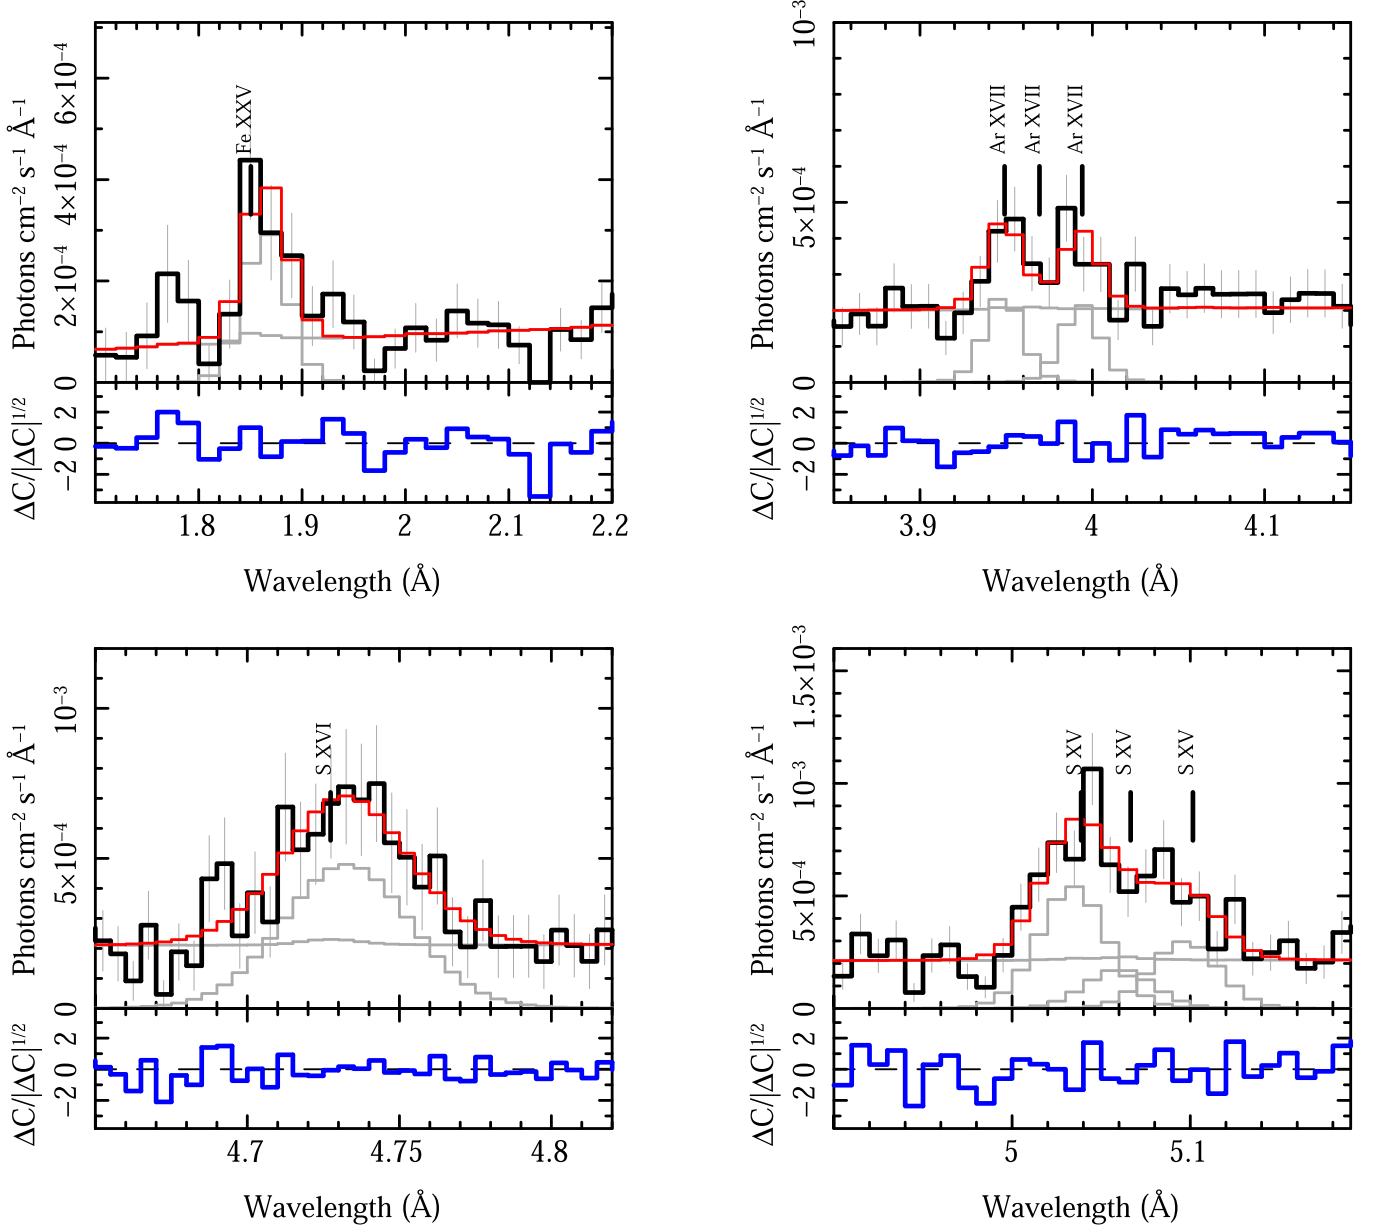 Photons cm⁻² s⁻¹ Å⁻¹
6×10⁻⁴
4×10⁻⁴
2×10⁻⁴
0
Fe XXV
ΔC/|ΔC|^1/2
2
0
−2
1.8 1.9 2 2.1 2.2
Wavelength (Å)
Photons cm⁻² s⁻¹ Å⁻¹
10⁻³
5×10⁻⁴
0
Ar XVII
Ar XVII
Ar XVII
ΔC/|ΔC|^1/2
2
0
−2
3.9 4 4.1
Wavelength (Å)
Photons cm⁻² s⁻¹ Å⁻¹
10⁻³
5×10⁻⁴
0
S XVI
ΔC/|ΔC|^1/2
2
0
−2
4.7 4.75 4.8
Wavelength (Å)
Photons cm⁻² s⁻¹ Å⁻¹
1.5×10⁻³
10⁻³
5×10⁻⁴
0
S XV
S XV
S XV
ΔC/|ΔC|^1/2
2
0
−2
5 5.1
Wavelength (Å)